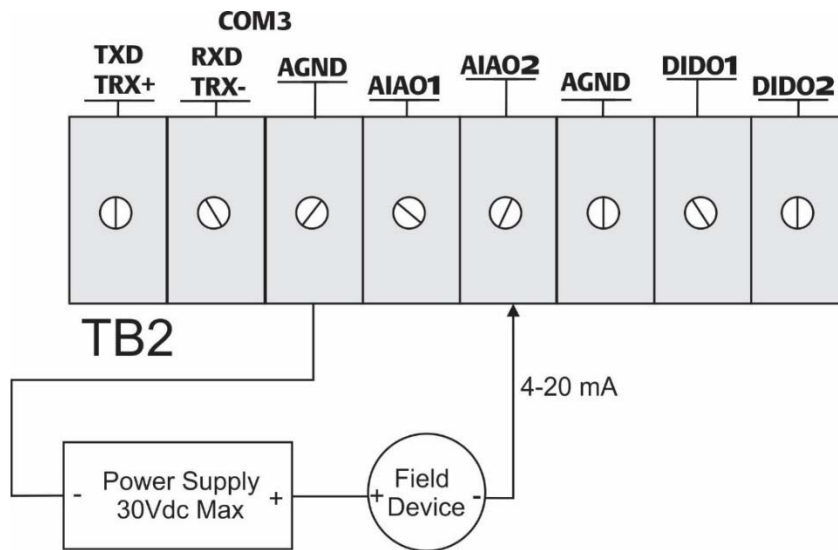 COM3
TXD
TRX+
RXD
TRX-
AGND
AIAO1
AIAO2
AGND
DIDO1
DIDO2
TB2
4-20 mA
- Power Supply +
30Vdc Max
+ Field -
Device